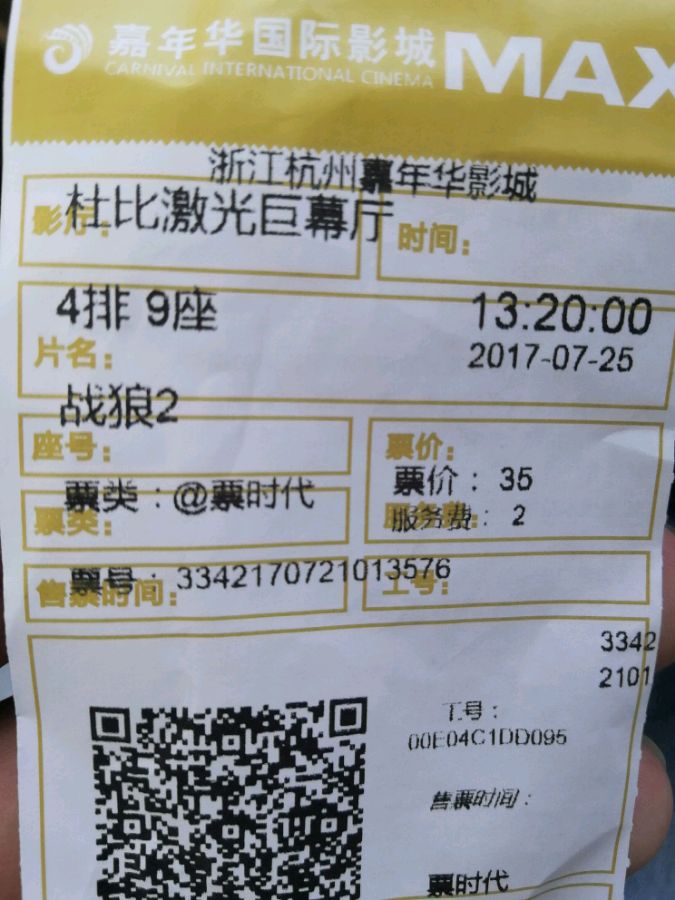 嘉年华国际影城
CARNIVAL INTERNATIONAL CINEMA
MAX
浙江杭州嘉年华影城
影厅:
杜比激光巨幕厅
时间:
4排 9座
13:20:00
片名:
2017-07-25
战狼2
座号:
票价:
票价: 35
票类:@票时代
票类:
服务费: 2
票号: 3342170721013576
售票时间:
工号:
3342
2101
工号:
00E04C1DD095
售票时间:
票时代